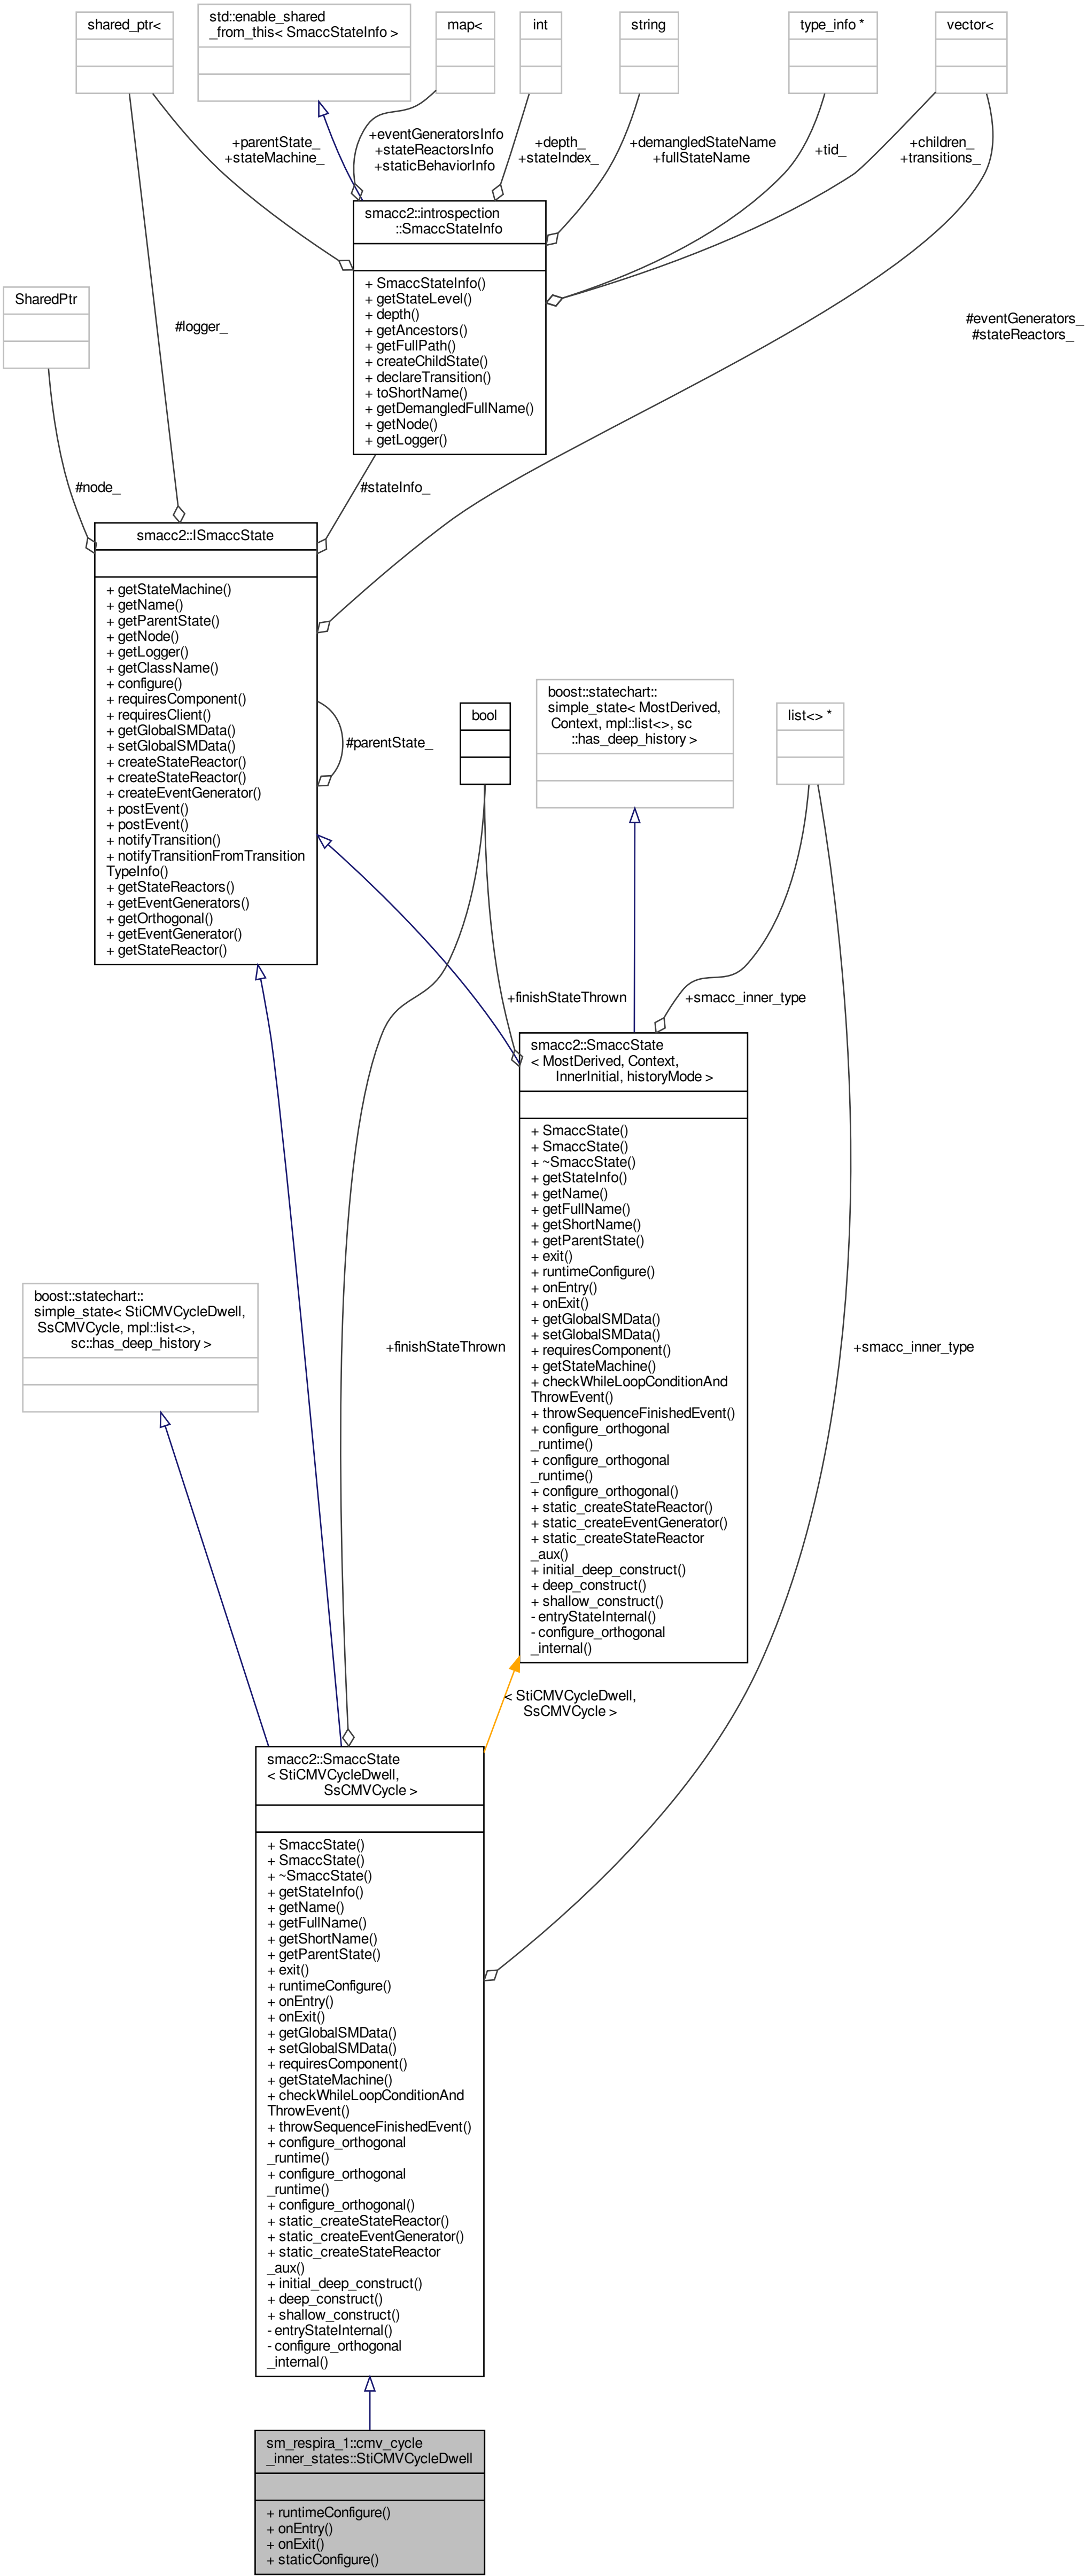 shared_ptr<
std::enable_shared
_from_this< SmaccStateInfo >
map<
int
string
type_info *
vector<
+parentState_
+stateMachine_
+eventGeneratorsInfo
+stateReactorsInfo
+staticBehaviorInfo
+depth_
+stateIndex_
+demangledStateName
+fullStateName
+tid_
+children_
+transitions_
smacc2::introspection
::SmaccStateInfo
+ SmaccStateInfo()
+ getStateLevel()
+ depth()
+ getAncestors()
+ getFullPath()
+ createChildState()
+ declareTransition()
+ toShortName()
+ getDemangledFullName()
+ getNode()
+ getLogger()
SharedPtr
#logger_
#eventGenerators_
#stateReactors_
#node_
#stateInfo_
smacc2::ISmaccState
+ getStateMachine()
+ getName()
+ getParentState()
+ getNode()
+ getLogger()
+ getClassName()
+ configure()
+ requiresComponent()
+ requiresClient()
+ getGlobalSMData()
+ setGlobalSMData()
+ createStateReactor()
+ createStateReactor()
+ createEventGenerator()
+ postEvent()
+ postEvent()
+ notifyTransition()
+ notifyTransitionFromTransition
TypeInfo()
+ getStateReactors()
+ getEventGenerators()
+ getOrthogonal()
+ getEventGenerator()
+ getStateReactor()
#parentState_
bool
boost::statechart::
simple_state< MostDerived,
Context, mpl::list<>, sc
::has_deep_history >
list<> *
+finishStateThrown
+smacc_inner_type
smacc2::SmaccState
< MostDerived, Context,
InnerInitial, historyMode >
+ SmaccState()
+ SmaccState()
+ ~SmaccState()
+ getStateInfo()
+ getName()
+ getFullName()
+ getShortName()
+ getParentState()
+ exit()
+ runtimeConfigure()
+ onEntry()
+ onExit()
+ getGlobalSMData()
+ setGlobalSMData()
+ requiresComponent()
+ getStateMachine()
+ checkWhileLoopConditionAnd
ThrowEvent()
+ throwSequenceFinishedEvent()
+ configure_orthogonal
_runtime()
+ configure_orthogonal
_runtime()
+ configure_orthogonal()
+ static_createStateReactor()
+ static_createEventGenerator()
+ static_createStateReactor
_aux()
+ initial_deep_construct()
+ deep_construct()
+ shallow_construct()
- entryStateInternal()
- configure_orthogonal
_internal()
boost::statechart::
simple_state< StiCMVCycleDwell,
SsCMVCycle, mpl::list<>,
sc::has_deep_history >
+finishStateThrown
+smacc_inner_type
< StiCMVCycleDwell,
SsCMVCycle >
smacc2::SmaccState
< StiCMVCycleDwell,
SsCMVCycle >
+ SmaccState()
+ SmaccState()
+ ~SmaccState()
+ getStateInfo()
+ getName()
+ getFullName()
+ getShortName()
+ getParentState()
+ exit()
+ runtimeConfigure()
+ onEntry()
+ onExit()
+ getGlobalSMData()
+ setGlobalSMData()
+ requiresComponent()
+ getStateMachine()
+ checkWhileLoopConditionAnd
ThrowEvent()
+ throwSequenceFinishedEvent()
+ configure_orthogonal
_runtime()
+ configure_orthogonal
_runtime()
+ configure_orthogonal()
+ static_createStateReactor()
+ static_createEventGenerator()
+ static_createStateReactor
_aux()
+ initial_deep_construct()
+ deep_construct()
+ shallow_construct()
- entryStateInternal()
- configure_orthogonal
_internal()
sm_respira_1::cmv_cycle
_inner_states::StiCMVCycleDwell
+ runtimeConfigure()
+ onEntry()
+ onExit()
+ staticConfigure()